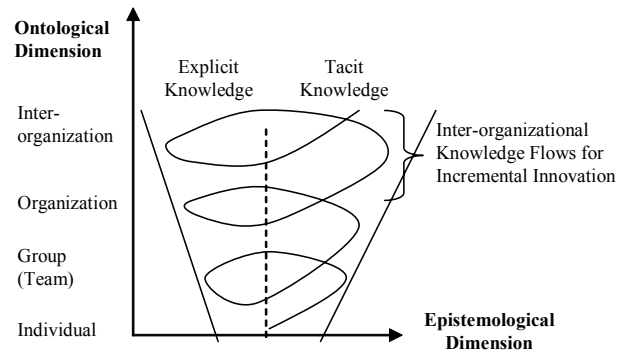 Ontological
Dimension
Explicit
Knowledge
Tacit
Knowledge
Inter-
organization
Inter-organizational
Knowledge Flows for
Incremental Innovation
Organization
Group
(Team)
Individual
Epistemological
Dimension